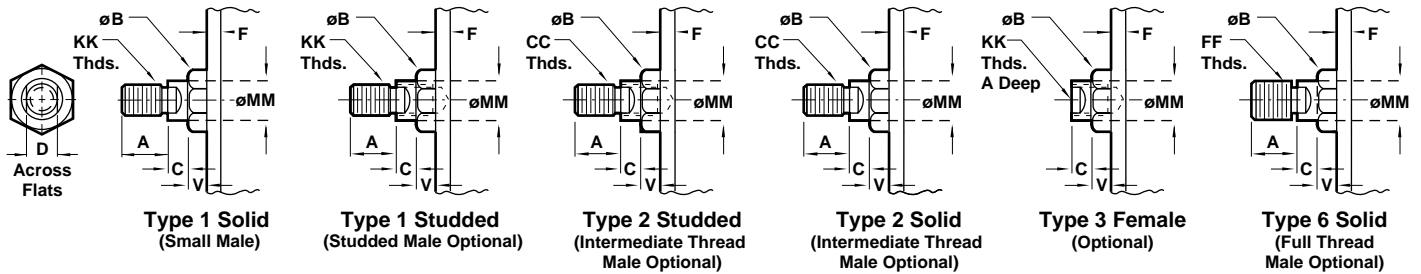 D
Across
Flats
øB
F
KK
Thds.
øMM
A
C
V
Type 1 Solid
(Small Male)
øB
F
KK
Thds.
øMM
A
C
V
Type 1 Studded
(Studded Male Optional)
øB
F
CC
Thds.
øMM
A
C
V
Type 2 Studded
(Intermediate Thread
Male Optional)
øB
F
CC
Thds.
øMM
A
C
V
Type 2 Solid
(Intermediate Thread
Male Optional)
øB
F
KK
Thds.
A Deep
øMM
C
V
Type 3 Female
(Optional)
øB
F
FF
Thds.
øMM
A
C
V
Type 6 Solid
(Full Thread
Male Optional)